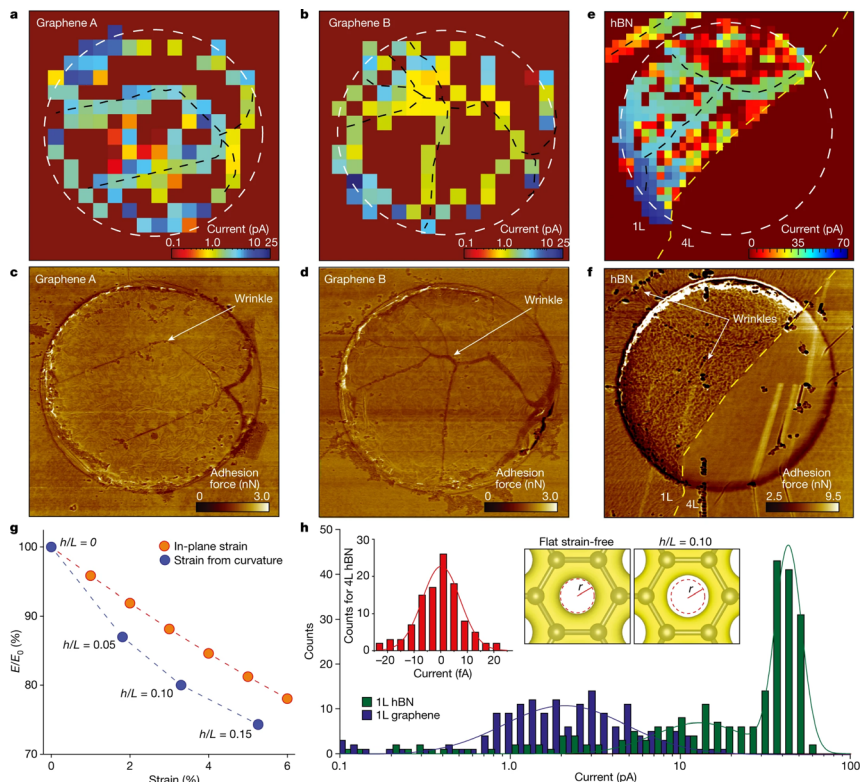 a Graphene A
Current (pA)
0.1 1.0 10 25
b Graphene B
Current (pA)
0.1 1.0 10 25
e hBN
1L
4L
Current (pA)
0 35 70
c Graphene A
Wrinkle
Adhesion
force (nN)
0 3.0
d Graphene B
Wrinkle
Adhesion
force (nN)
0 3.0
f hBN
Wrinkles
1L
4L
Adhesion
force (nN)
2.5 9.5
g
100
90
80
70
E/E0 (%)
h/L = 0
h/L = 0.05
h/L = 0.10
h/L = 0.15
In-plane strain
Strain from curvature
0 2 4 6
Strain (%)
h
50
40
30
20
10
0
Counts
30
20
10
0
Counts for 4L hBN
−20 −10 0 10 20
Current (fA)
Flat strain-free
r
h/L = 0.10
r
1L hBN
1L graphene
0.1 1.0 10 100
Current (pA)